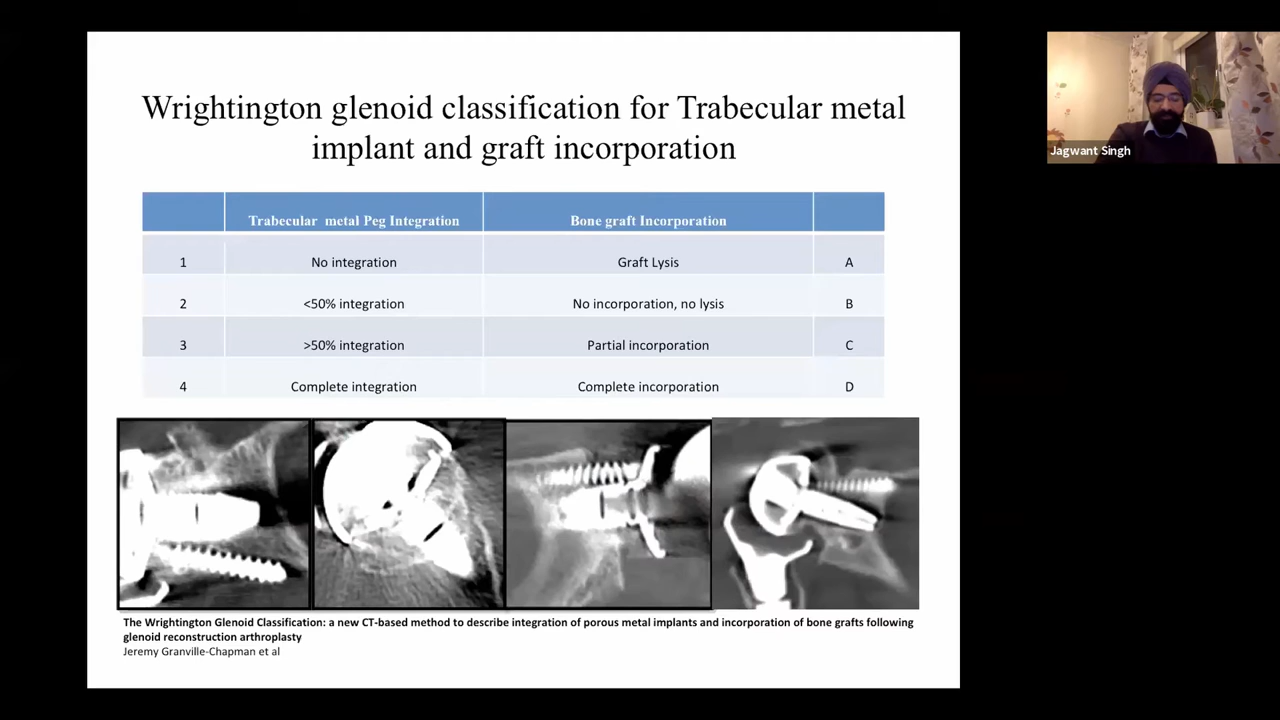 Wrightington glenoid classification for Trabecular metal
implant and graft incorporation
Trabecular metal Peg Integration Bone graft Incorporation
1 No integration Graft Lysis A
2 <50% integration No incorporation, no lysis B
3 >50% integration Partial incorporation C
4 Complete integration Complete incorporation D
The Wrightington Glenoid Classification: a new CT-based method to describe integration of porous metal implants and incorporation of bone grafts following
glenoid reconstruction arthroplasty
Jeremy Granville-Chapman et al
Jagwant Singh